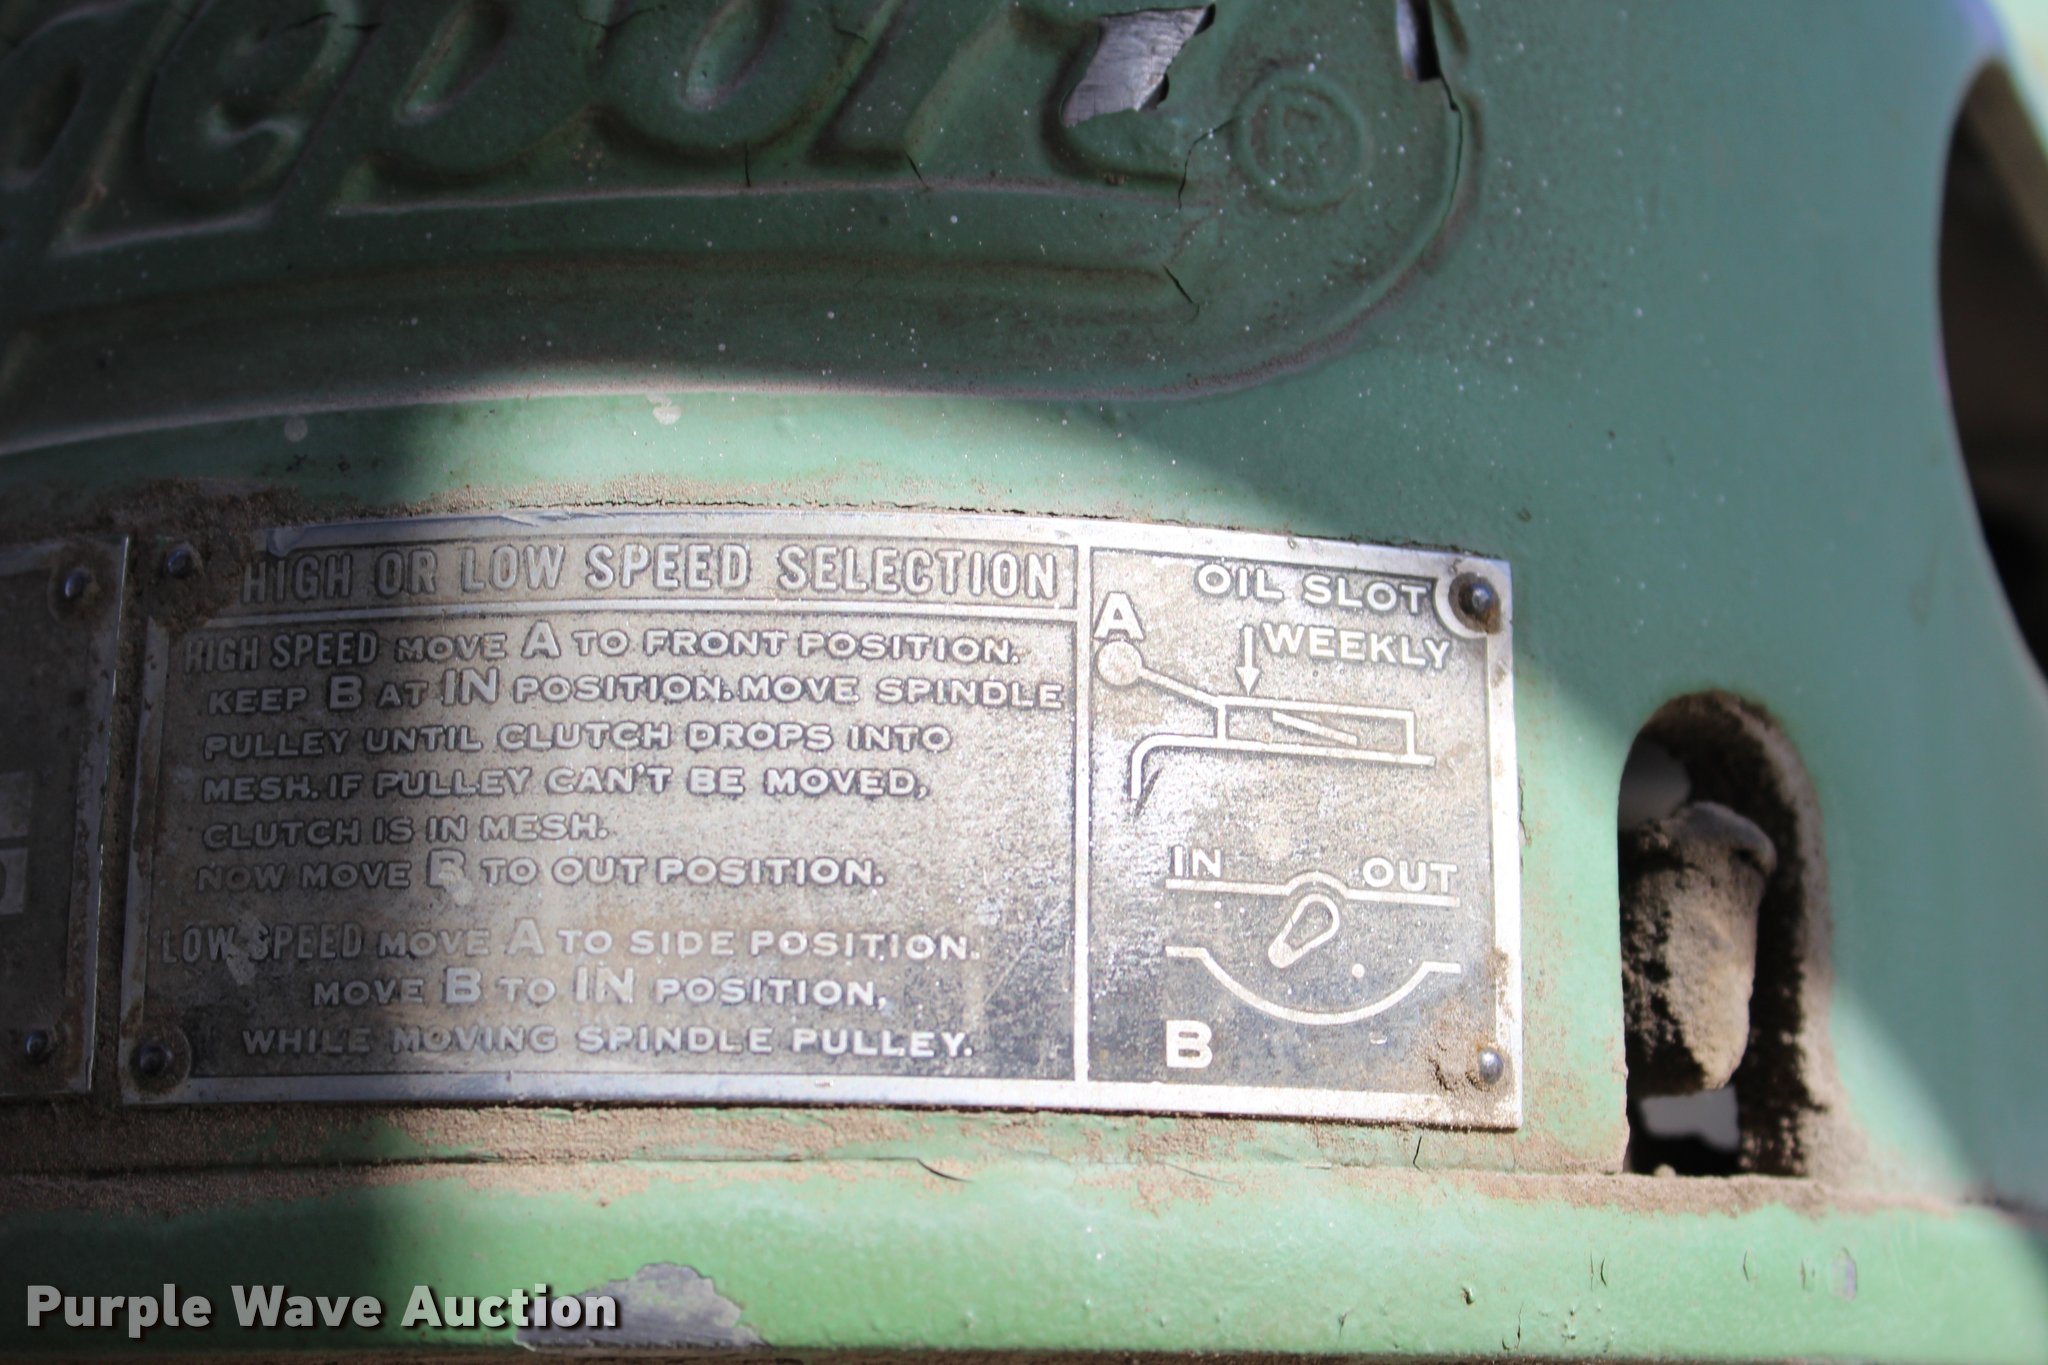 ®
HIGH OR LOW SPEED SELECTION
HIGH SPEED MOVE A TO FRONT POSITION.
KEEP B AT IN POSITION. MOVE SPINDLE
PULLEY UNTIL CLUTCH DROPS INTO
MESH. IF PULLEY CAN'T BE MOVED,
CLUTCH IS IN MESH.
NOW MOVE B TO OUT POSITION.
LOW SPEED MOVE A TO SIDE POSITION.
MOVE B TO IN POSITION,
WHILE MOVING SPINDLE PULLEY.
OIL SLOT
A
WEEKLY
IN OUT
B
Purple Wave Auction